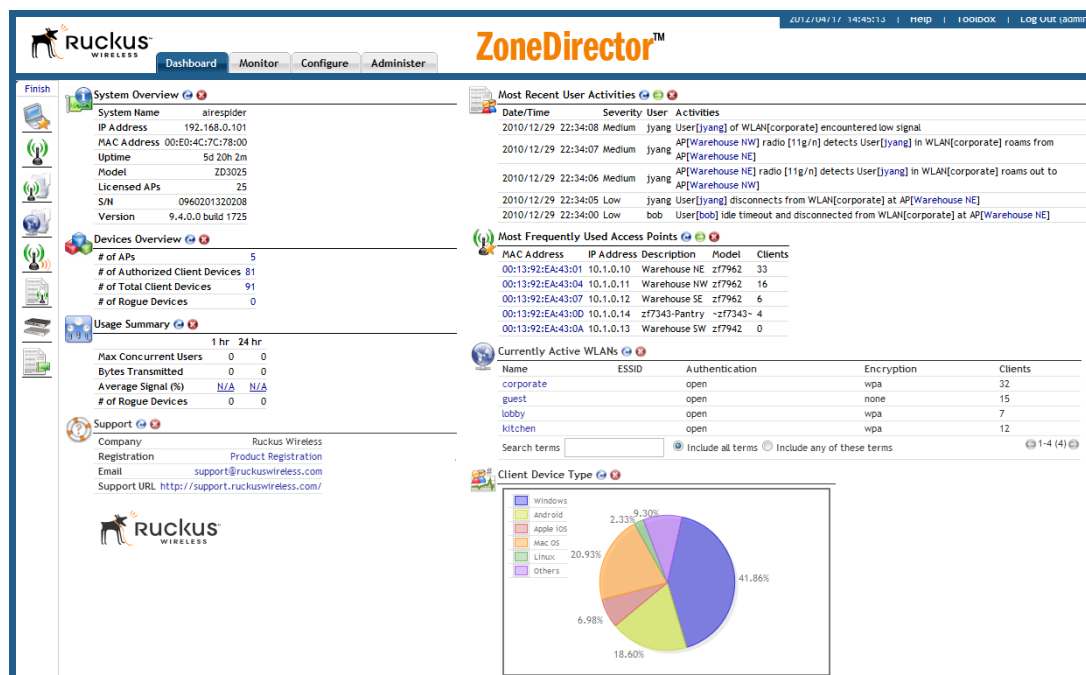 2012/04/17 14:45:13 | Help | Toolbox | Log Out (admin
RUCKUS™
WIRELESS
ZoneDirector™
Dashboard Monitor Configure Administer
Finish
System Overview
System Name airespider
IP Address 192.168.0.101
MAC Address 00:E0:4C:7C:78:00
Uptime 5d 20h 2m
Model ZD3025
Licensed APs 25
S/N 0960201320208
Version 9.4.0.0 build 1725
Devices Overview
# of APs 5
# of Authorized Client Devices 81
# of Total Client Devices 91
# of Rogue Devices 0
Usage Summary
1 hr 24 hr
Max Concurrent Users 0 0
Bytes Transmitted 0 0
Average Signal (%) N/A N/A
# of Rogue Devices 0 0
Support
Company Ruckus Wireless
Registration Product Registration
Email support@ruckuswireless.com
Support URL http://support.ruckuswireless.com/
RUCKUS
WIRELESS
Most Recent User Activities
Date/Time Severity User Activities
2010/12/29 22:34:08 Medium jyang User[jyang] of WLAN[corporate] encountered low signal
2010/12/29 22:34:07 Medium jyang AP[Warehouse NW] radio [11g/n] detects User[jyang] in WLAN[corporate] roams from
AP[Warehouse NE]
2010/12/29 22:34:06 Medium jyang AP[Warehouse NE] radio [11g/n] detects User[jyang] in WLAN[corporate] roams out to
AP[Warehouse NW]
2010/12/29 22:34:05 Low jyang User[jyang] disconnects from WLAN[corporate] at AP[Warehouse NE]
2010/12/29 22:34:00 Low bob User[bob] idle timeout and disconnected from WLAN[corporate] at AP[Warehouse NE]
Most Frequently Used Access Points
MAC Address IP Address Description Model Clients
00:13:92:EA:43:01 10.1.0.10 Warehouse NE zf7962 33
00:13:92:EA:43:04 10.1.0.11 Warehouse NW zf7962 16
00:13:92:EA:43:07 10.1.0.12 Warehouse SE zf7962 6
00:13:92:EA:43:0D 10.1.0.14 zf7343-Pantry ~zf7343~ 4
00:13:92:EA:43:0A 10.1.0.13 Warehouse SW zf7942 0
Currently Active WLANs
Name ESSID Authentication Encryption Clients
corporate open wpa 32
guest open none 15
lobby open wpa 7
kitchen open wpa 12
Search terms Include all terms Include any of these terms 1-4 (4)
Client Device Type
Windows
Android
Apple iOS
Mac OS
Linux
Others
9.30%
2.33%
20.93%
41.86%
6.98%
18.60%